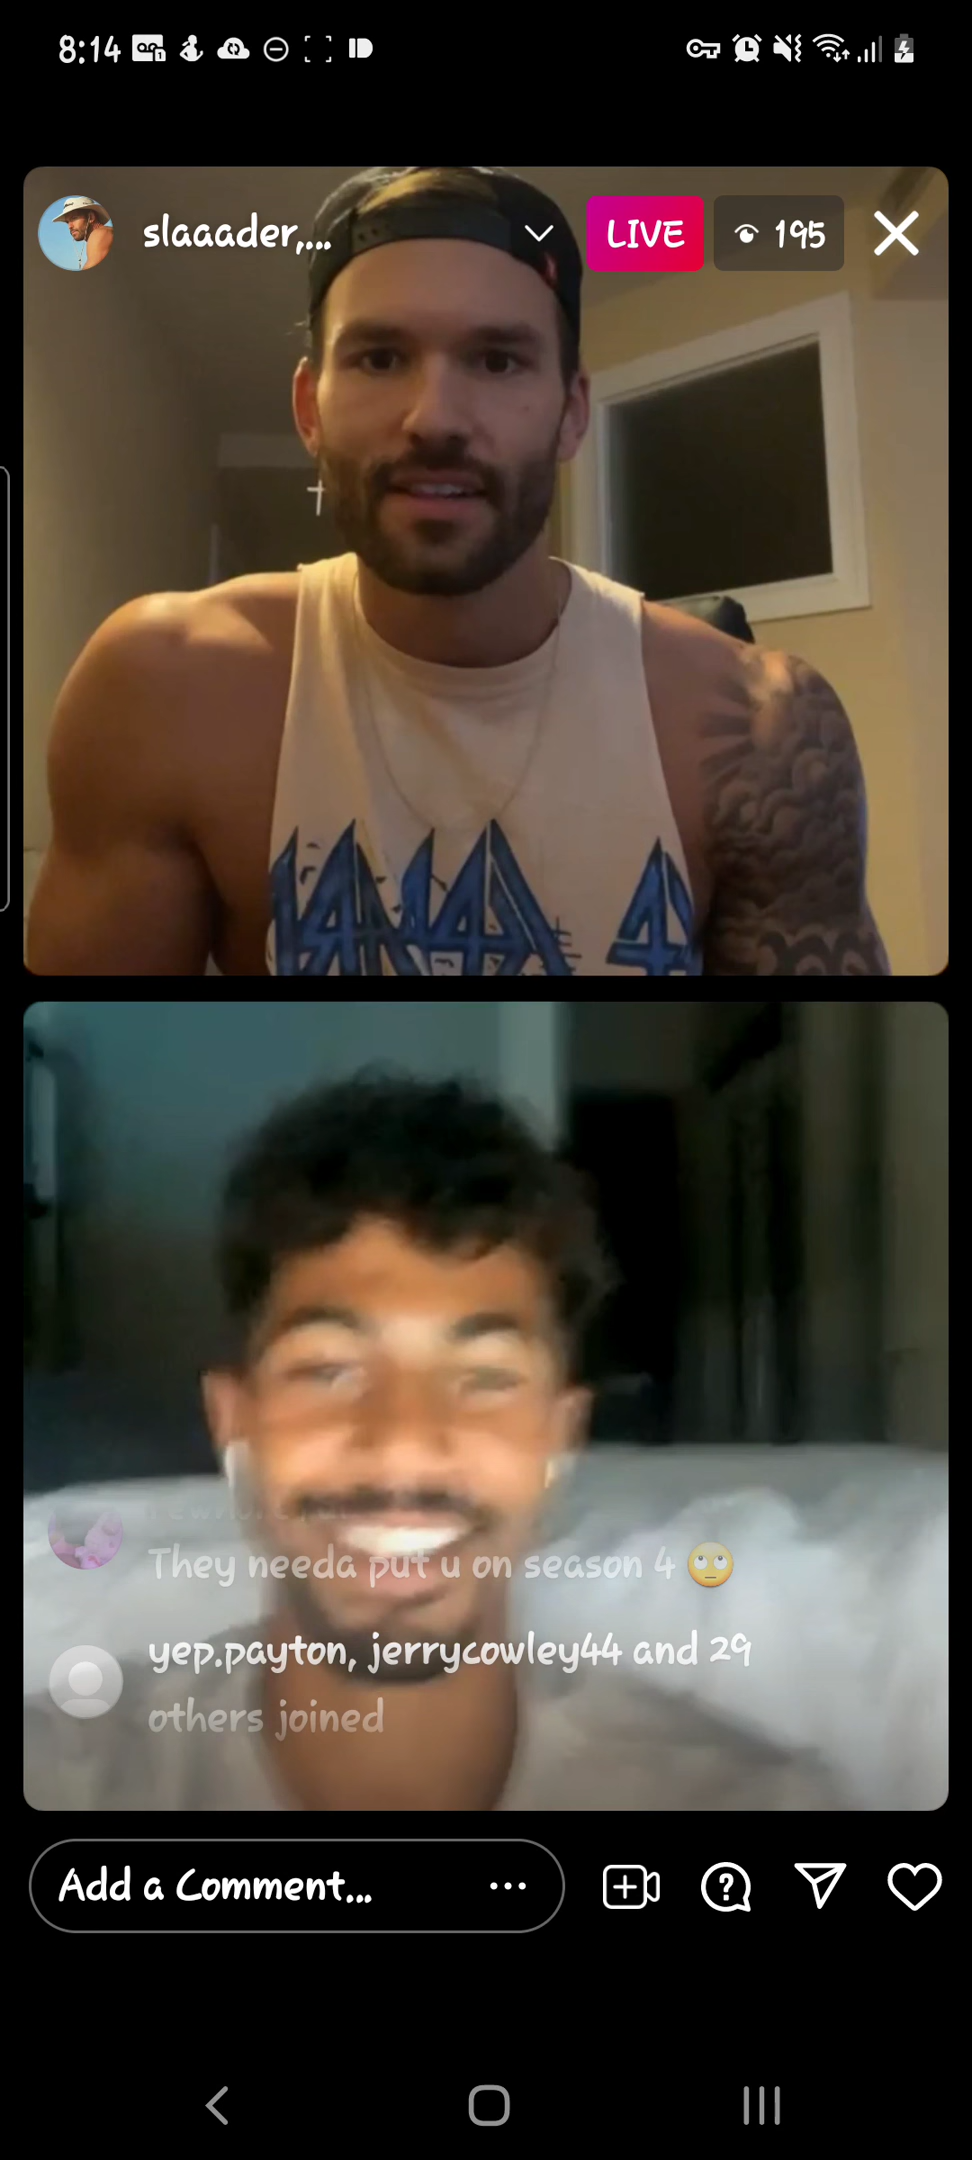 8:14
slaaader,...
LIVE
195
They needa put u on season 4 🙄
yep.payton, jerrycowley44 and 29
others joined
Add a Comment...